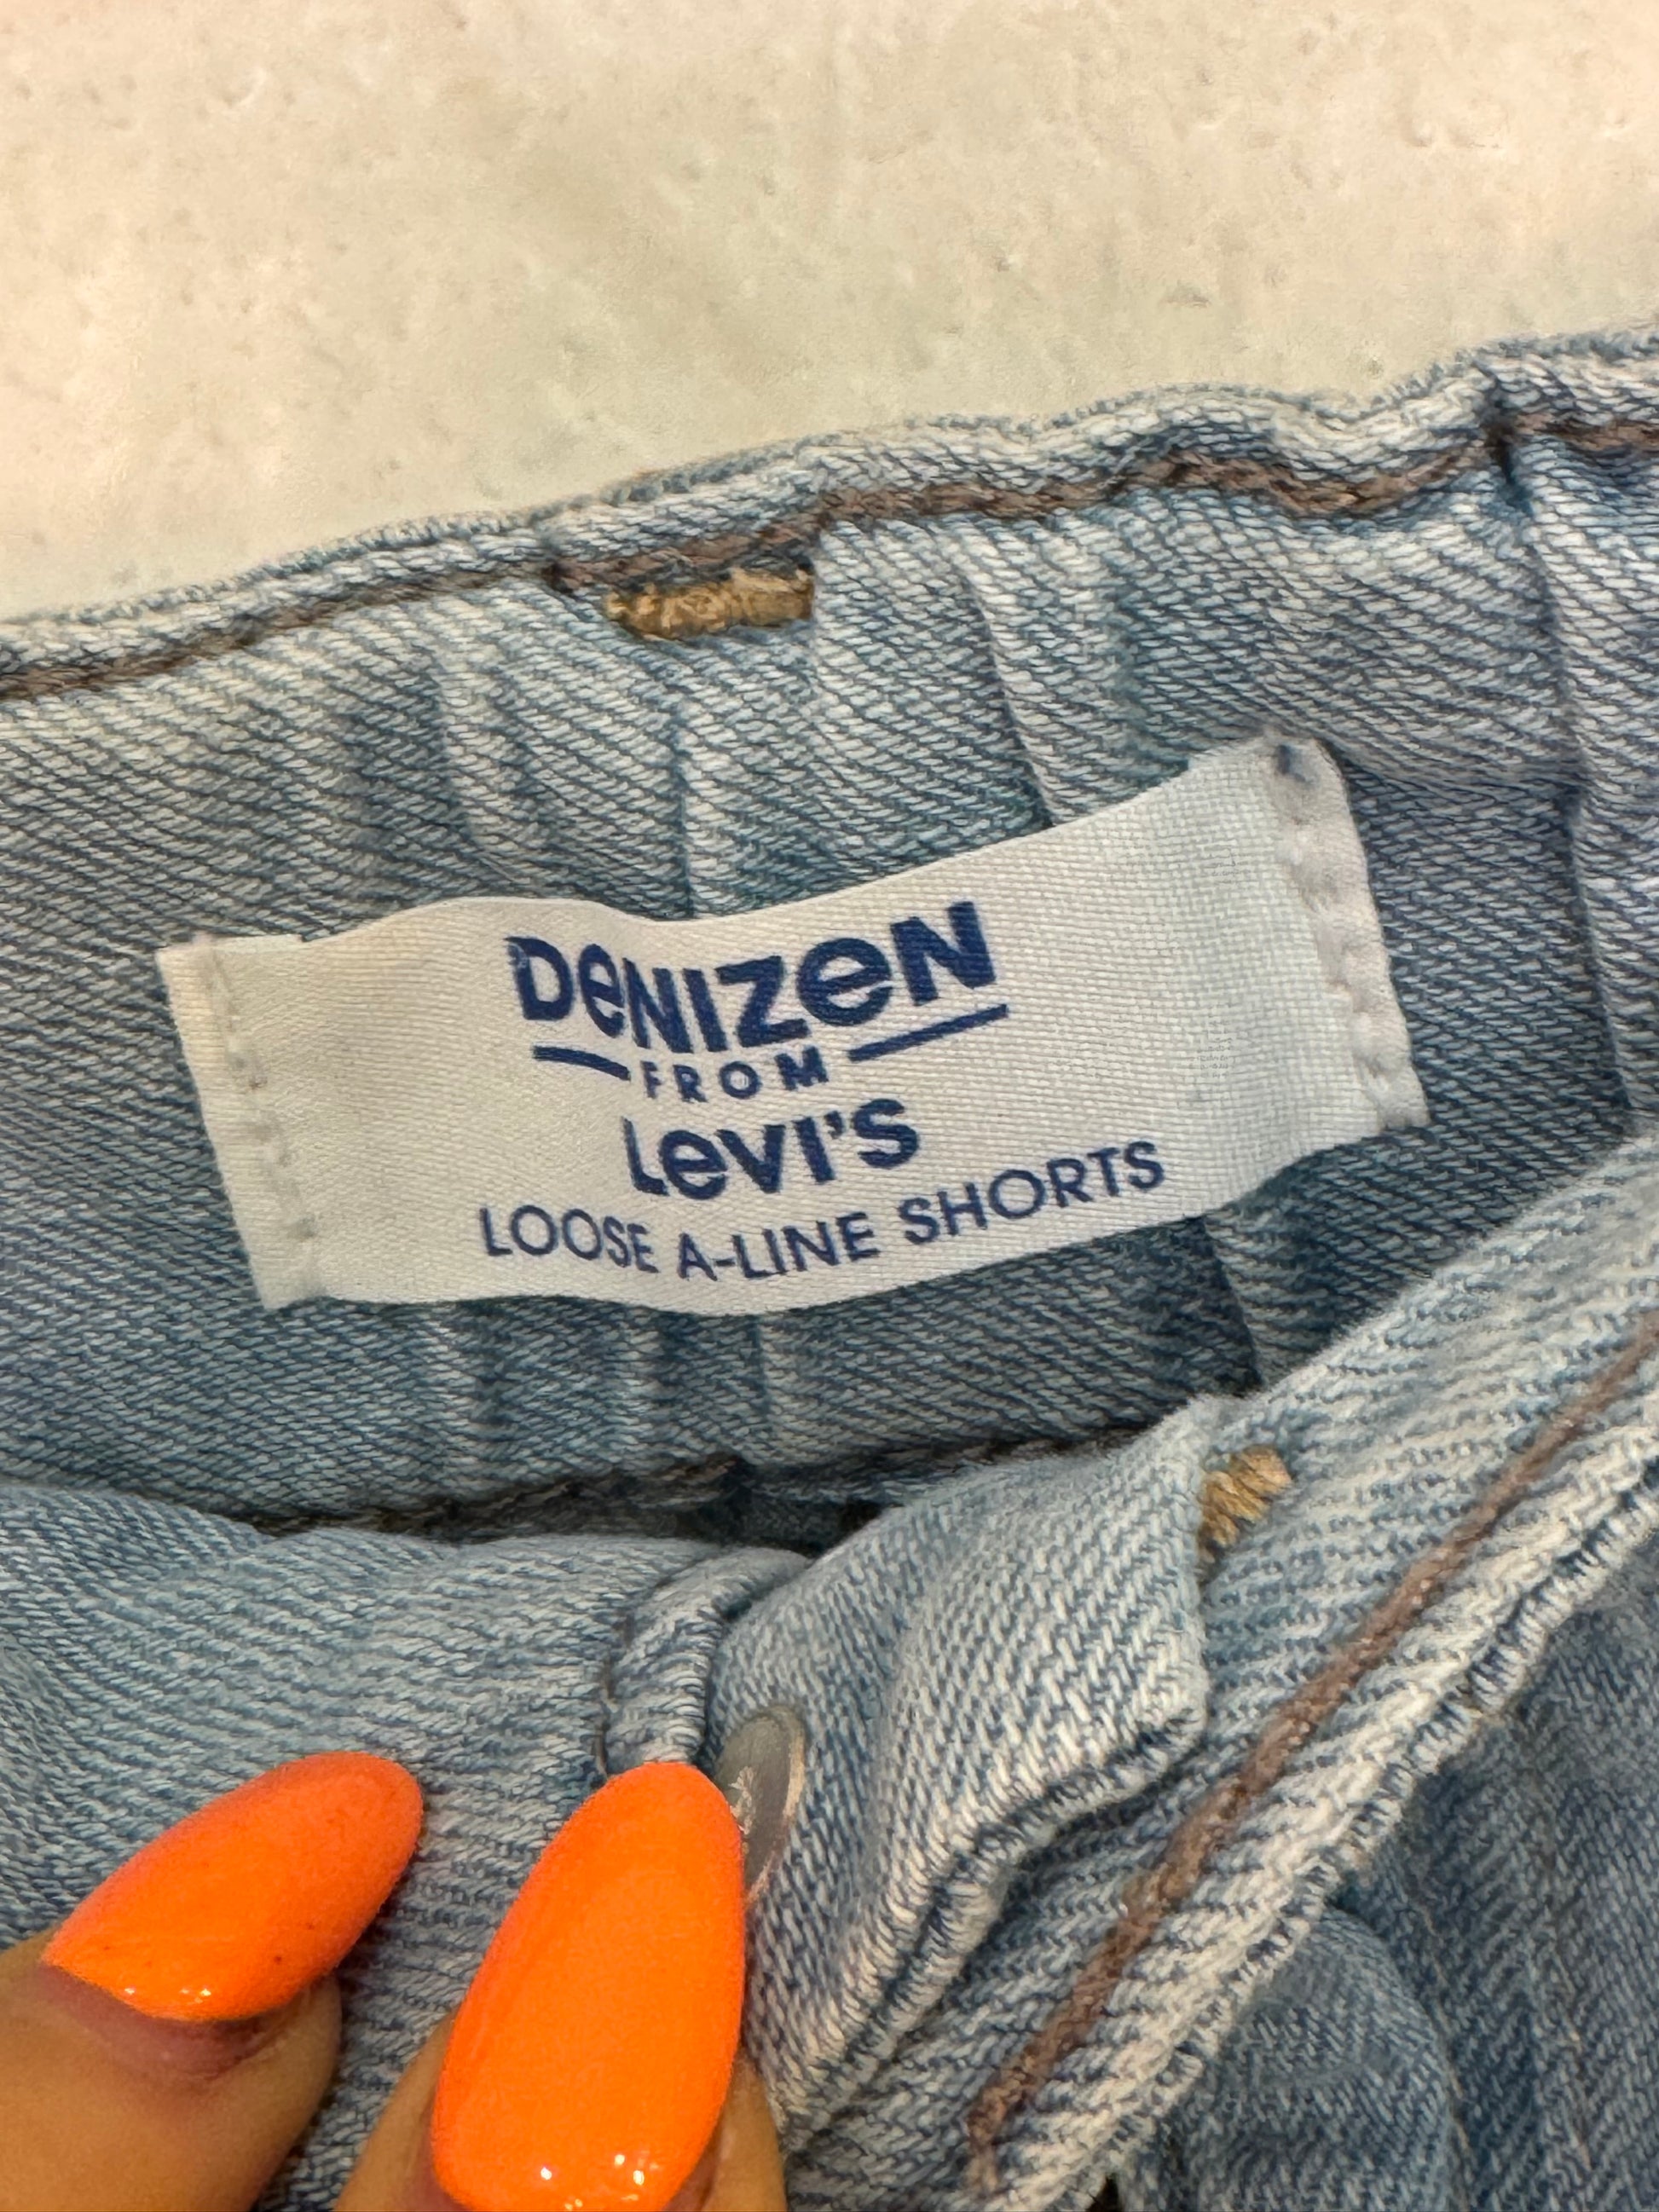 DeNIZeN
FROM
LeVI'S
LOOSE A-LINE SHORTS